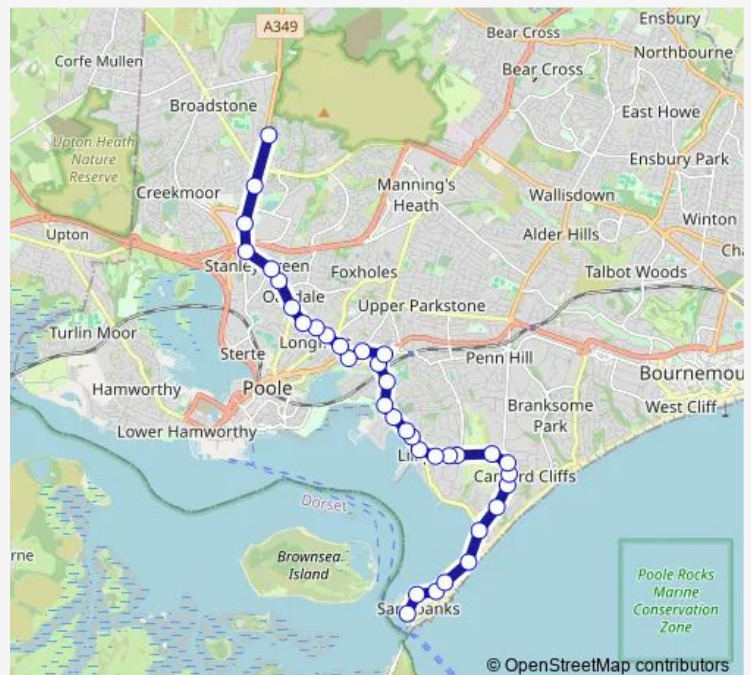 A349
Ensbury
Bear Cross
Northbourne
Corfe Mullen
Bear Cross
Broadstone
East Howe
Upton Heath
Nature
Reserve
Ensbury Park
Creekmoor
Manning's
Heath
Wallisdown
Winton
Upton
Alder Hills
Talbot Woods
Foxholes
Upper Parkstone
Turlin Moor
Sterte
Penn Hill
Hamworthy
Poole
Bournemou
Branksome
Park
West Cliff
Lower Hamworthy
Dorset
Brownsea
Island
rne
Poole Rocks
Marine
Conservation
Zone
© OpenStreetMap contributors